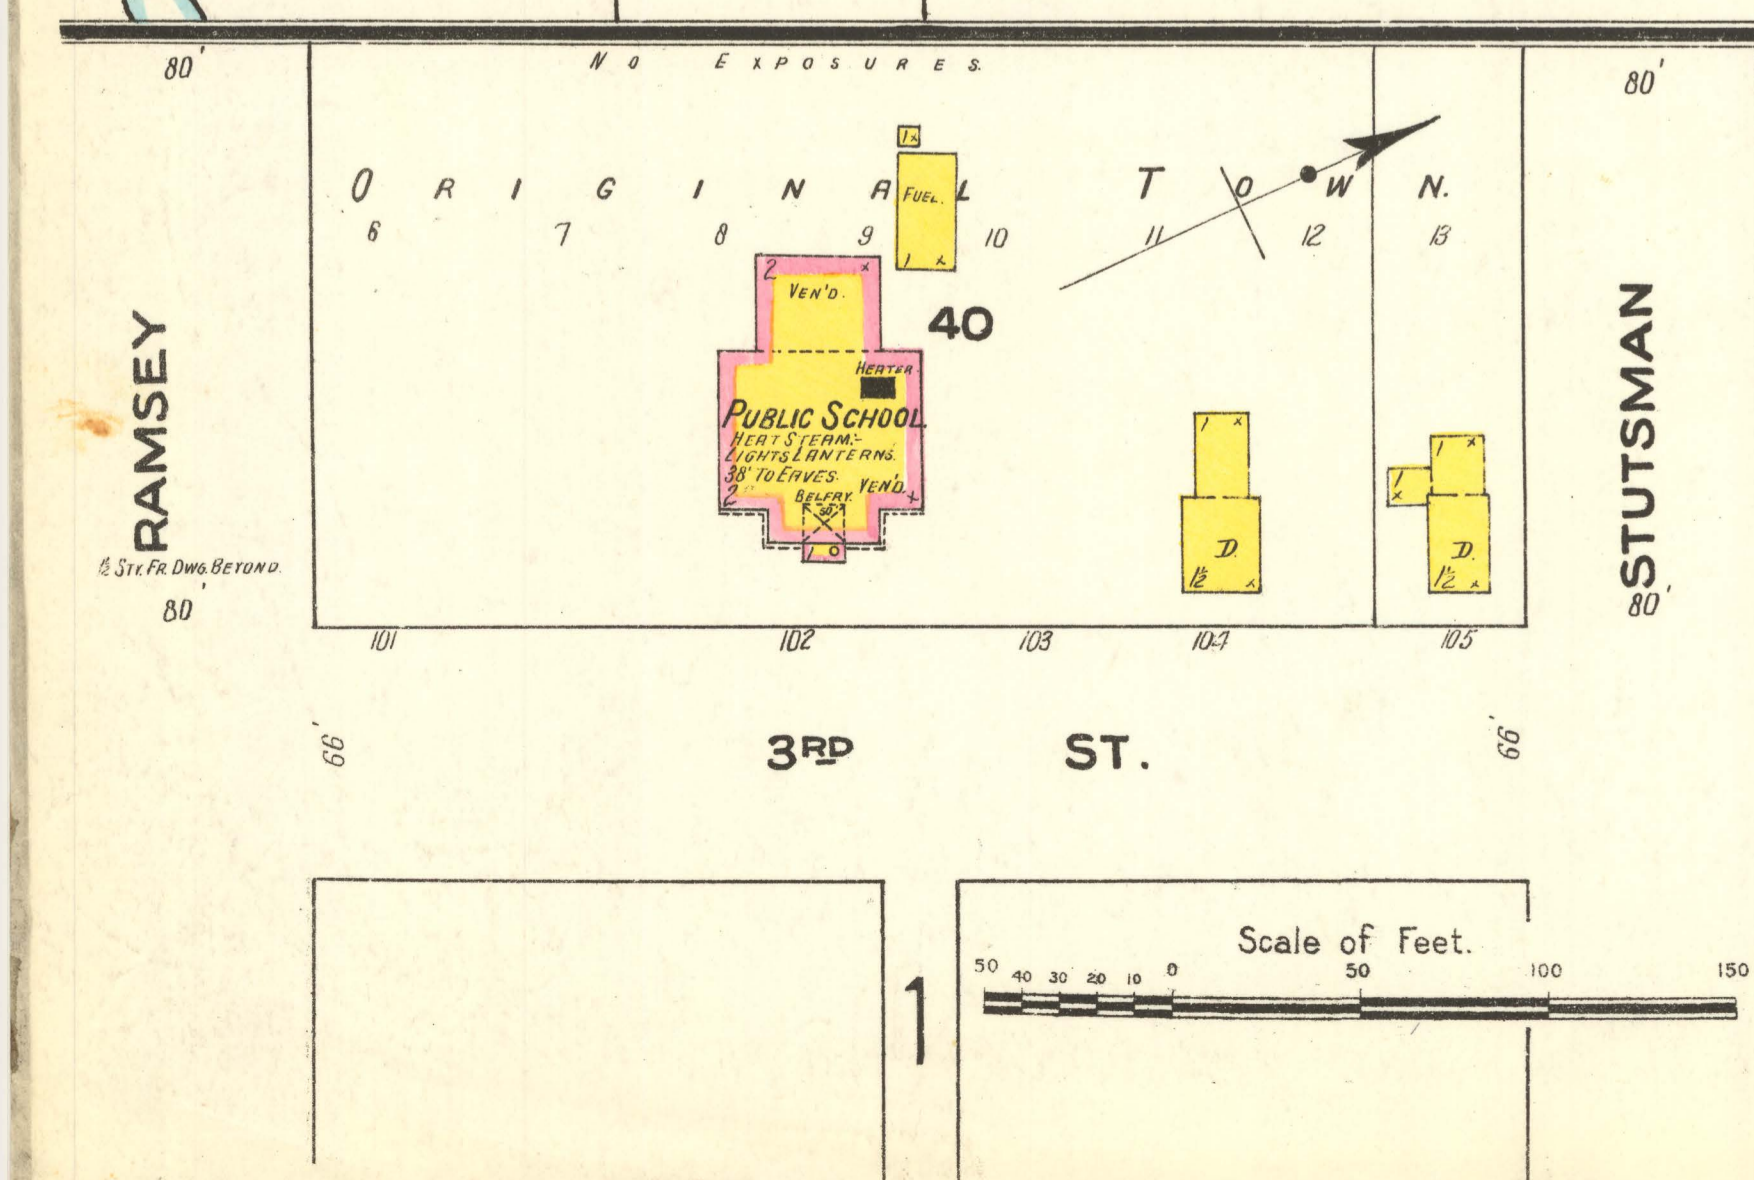 80'
NO EXPOSURES.
80'
1 x
ORIGINAL TOWN.
FUEL.
6 7 8 9 10 11 12 13
1 x
2 x
VEN'D.
40
RAMSEY
STUTSMAN
HEATER.
PUBLIC SCHOOL
HEAT STEAM:-
LIGHTS LANTERNS.
38' TO EAVES.
VEN'D.
2 x
BELFRY.
60'
1 o
1 x
1 x
1 x
D.
1½ x
D.
1½ x
1½ STY. FR. DWG. BEYOND.
80'
80'
101 102 103 104 105
66'
3RD ST.
66'
1
Scale of Feet.
50 40 30 20 10 0 50 100 150